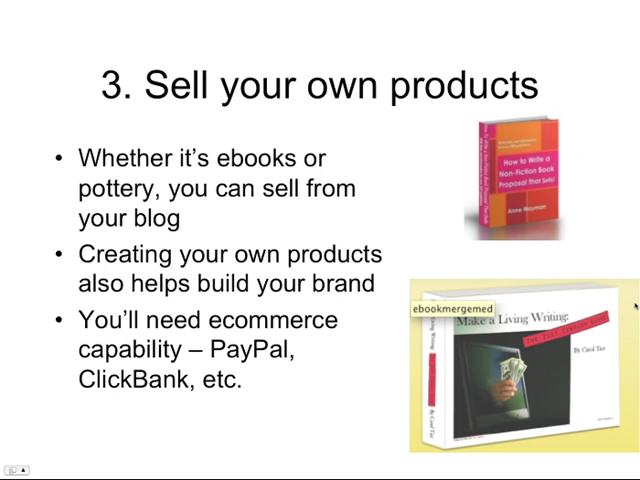 3. Sell your own products
• Whether it’s ebooks or
pottery, you can sell from
your blog
• Creating your own products
also helps build your brand
• You’ll need ecommerce
capability – PayPal,
ClickBank, etc.
How to Write a
Non-Fiction Book
Proposal That Sells!
Anne Wayman
ebookmergemed
Make a Living Writing:
By Carol Tice